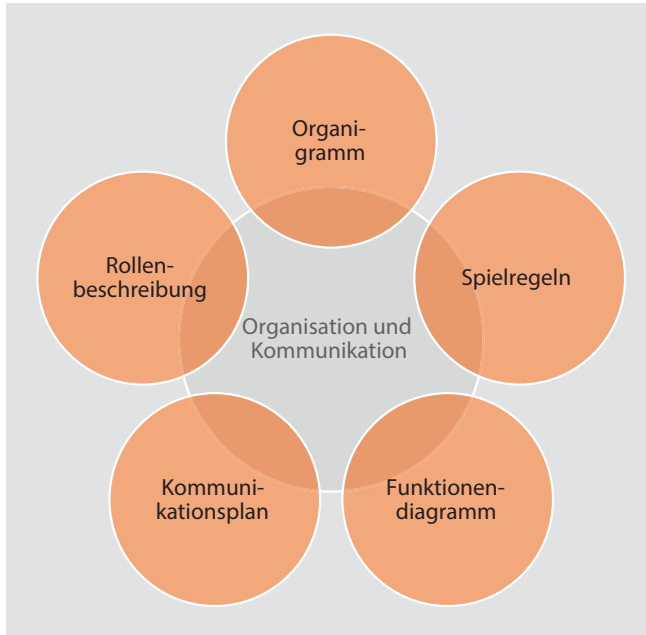 Organi-
gramm
Rollen-
beschreibung
Spielregeln
Organisation und
Kommunikation
Kommuni-
kationsplan
Funktionen-
diagramm